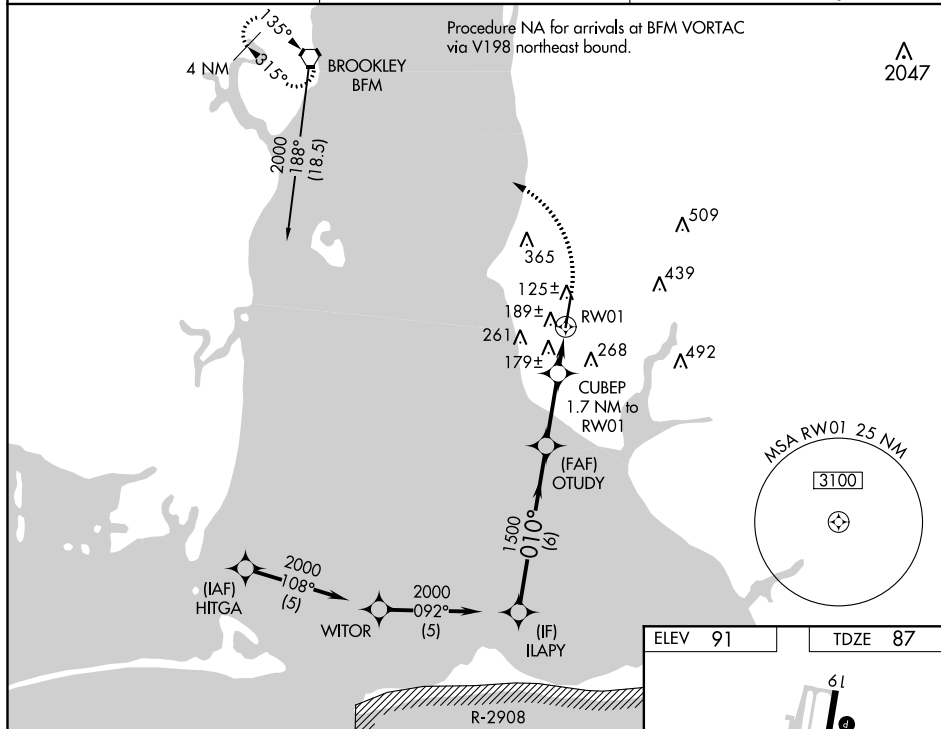 Procedure NA for arrivals at BFM VORTAC
via V198 northeast bound.
2047
135°
315°
4 NM
BROOKLEY
BFM
2000
188°
(18.5)
509
365
439
125±
189±
RW01
261
179±
268
492
CUBEP
1.7 NM to
RW01
(FAF)
OTUDY
MSA RW01 25 NM
3100
1500
010°
(6)
2000
108°
(5)
(IAF)
HITGA
2000
092°
(5)
WITOR
(IF)
ILAPY
ELEV 91
TDZE 87
19
P
R-2908